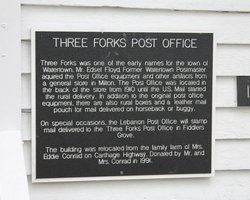 THREE FORKS POST OFFICE
Three Forks was one of the early names for the town of
Watertown. Mr. Edsel Floyd, Former Watertown Postmaster
aquired the Post Office equipment and other artifacts from
a general store in Milton. The Post Office was located in
the back of the store from 1910 until the U.S. Mail started
the rural delivery. In addition to the original post office
equipment, there are also rural boxes and a leather mail
pouch for mail delivered on horseback or buggy.
On special occasions, the Lebanon Post Office will stamp
mail delivered to the Three Forks Post Office in Fiddlers
Grove.
The building was relocated from the family farm of Mrs.
Eddie Conrad on Carthage Highway. Donated by Mr. and
Mrs. Conrad in 1991.